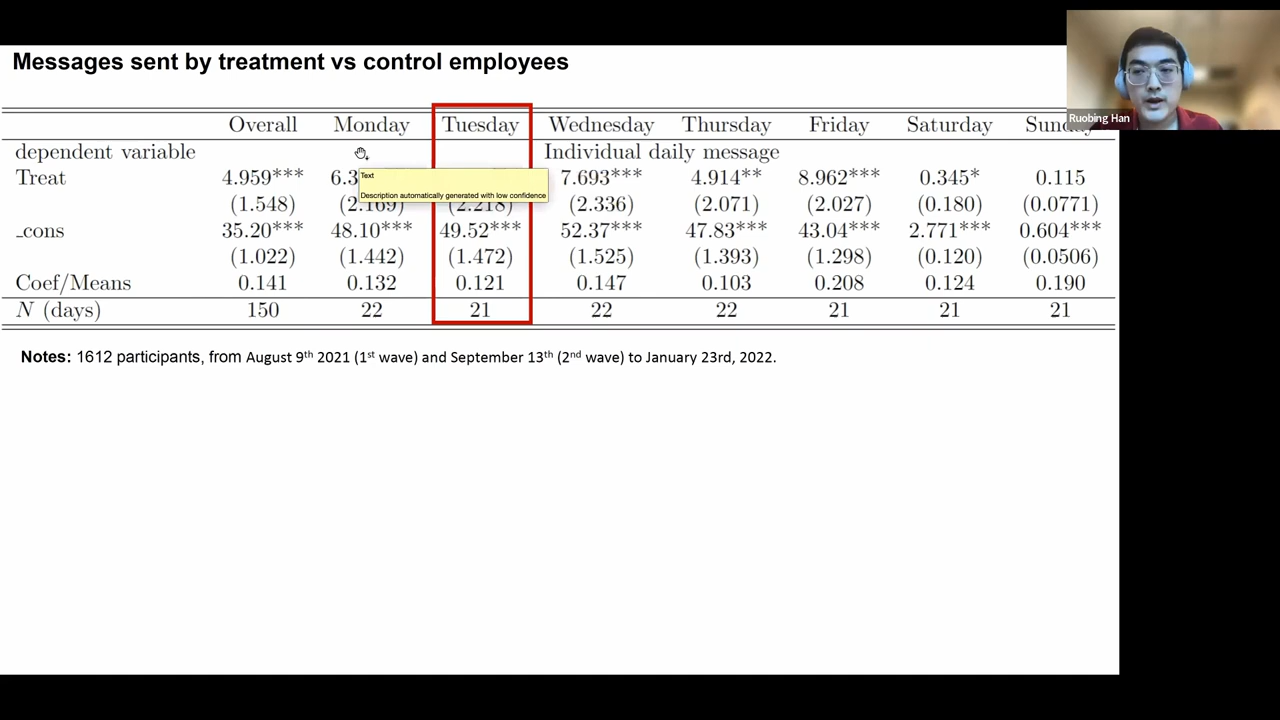 Messages sent by treatment vs control employees
Ruobing Han
Overall Monday Tuesday Wednesday Thursday Friday Saturday
dependent variable Individual daily message
Treat 4.959*** 7.693*** 4.914** 8.962*** 0.345* 0.115
Text
Description automatically generated with low confidence
(1.548) (2.169) (2.218) (2.336) (2.071) (2.027) (0.180) (0.0771)
_cons 35.20*** 48.10*** 49.52*** 52.37*** 47.83*** 43.04*** 2.771*** 0.604***
(1.022) (1.442) (1.472) (1.525) (1.393) (1.298) (0.120) (0.0506)
Coef/Means 0.141 0.132 0.121 0.147 0.103 0.208 0.124 0.190
N (days) 150 22 21 22 22 21 21 21
Notes: 1612 participants, from August 9th 2021 (1st wave) and September 13th (2nd wave) to January 23rd, 2022.